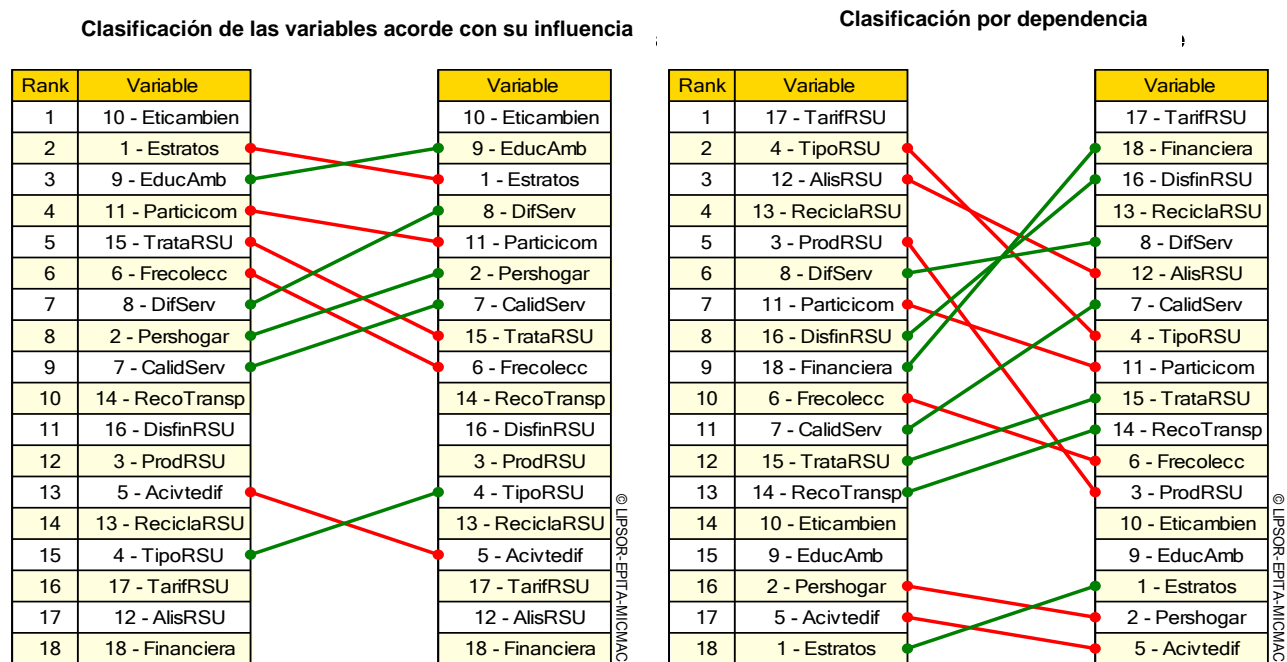 Clasificación de las variables acorde con su influencia
Rank Variable Variable
1 10 - Eticambien 10 - Eticambien
2 1 - Estratos 9 - EducAmb
3 9 - EducAmb 1 - Estratos
4 11 - Particicom 8 - DifServ
5 15 - TrataRSU 11 - Particicom
6 6 - Frecolecc 2 - Pershogar
7 8 - DifServ 7 - CalidServ
8 2 - Pershogar 15 - TrataRSU
9 7 - CalidServ 6 - Frecolecc
10 14 - RecoTransp 14 - RecoTransp
11 16 - DisfinRSU 16 - DisfinRSU
12 3 - ProdRSU 3 - ProdRSU
13 5 - Acivtedif 4 - TipoRSU
14 13 - ReciclaRSU 13 - ReciclaRSU
15 4 - TipoRSU 5 - Acivtedif
16 17 - TarifRSU 17 - TarifRSU
17 12 - AlisRSU 12 - AlisRSU
18 18 - Financiera 18 - Financiera
© LIPSOR-EPITA-MICMAC
Clasificación por dependencia
Rank Variable Variable
1 17 - TarifRSU 17 - TarifRSU
2 4 - TipoRSU 18 - Financiera
3 12 - AlisRSU 16 - DisfinRSU
4 13 - ReciclaRSU 13 - ReciclaRSU
5 3 - ProdRSU 8 - DifServ
6 8 - DifServ 12 - AlisRSU
7 11 - Particicom 7 - CalidServ
8 16 - DisfinRSU 4 - TipoRSU
9 18 - Financiera 11 - Particicom
10 6 - Frecolecc 15 - TrataRSU
11 7 - CalidServ 14 - RecoTransp
12 15 - TrataRSU 6 - Frecolecc
13 14 - RecoTransp 3 - ProdRSU
14 10 - Eticambien 10 - Eticambien
15 9 - EducAmb 9 - EducAmb
16 2 - Pershogar 1 - Estratos
17 5 - Acivtedif 2 - Pershogar
18 1 - Estratos 5 - Acivtedif
© LIPSOR-EPITA-MICMAC